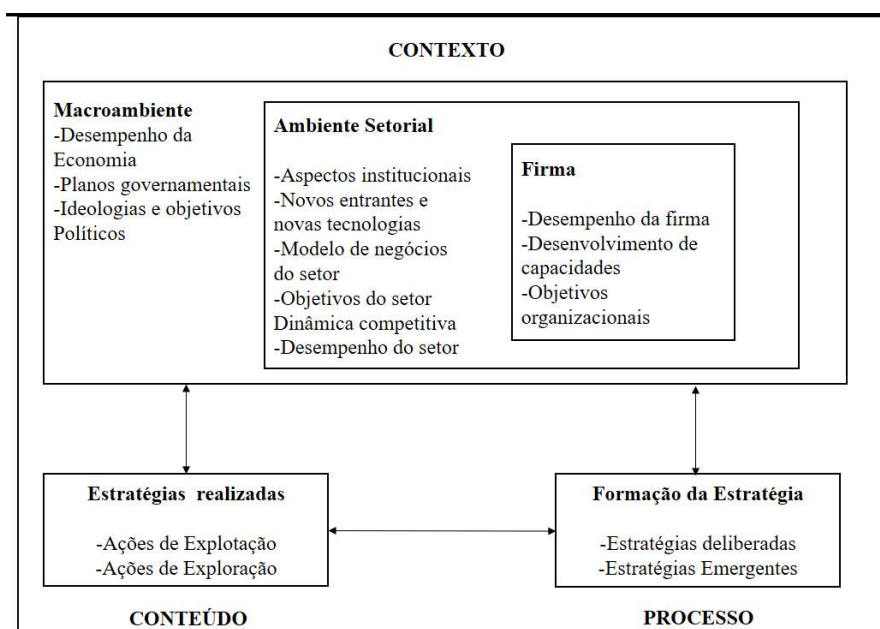 CONTEXTO
Macroambiente
-Desempenho da
Economia
-Planos governamentais
-Ideologias e objetivos
Políticos
Ambiente Setorial
-Aspectos institucionais
-Novos entrantes e
novas tecnologias
-Modelo de negócios
do setor
-Objetivos do setor
Dinâmica competitiva
-Desempenho do setor
Firma
-Desempenho da firma
-Desenvolvimento de
capacidades
-Objetivos
organizacionais
Estratégias realizadas
-Ações de Explotação
-Ações de Exploração
Formação da Estratégia
-Estratégias deliberadas
-Estratégias Emergentes
CONTEÚDO
PROCESSO